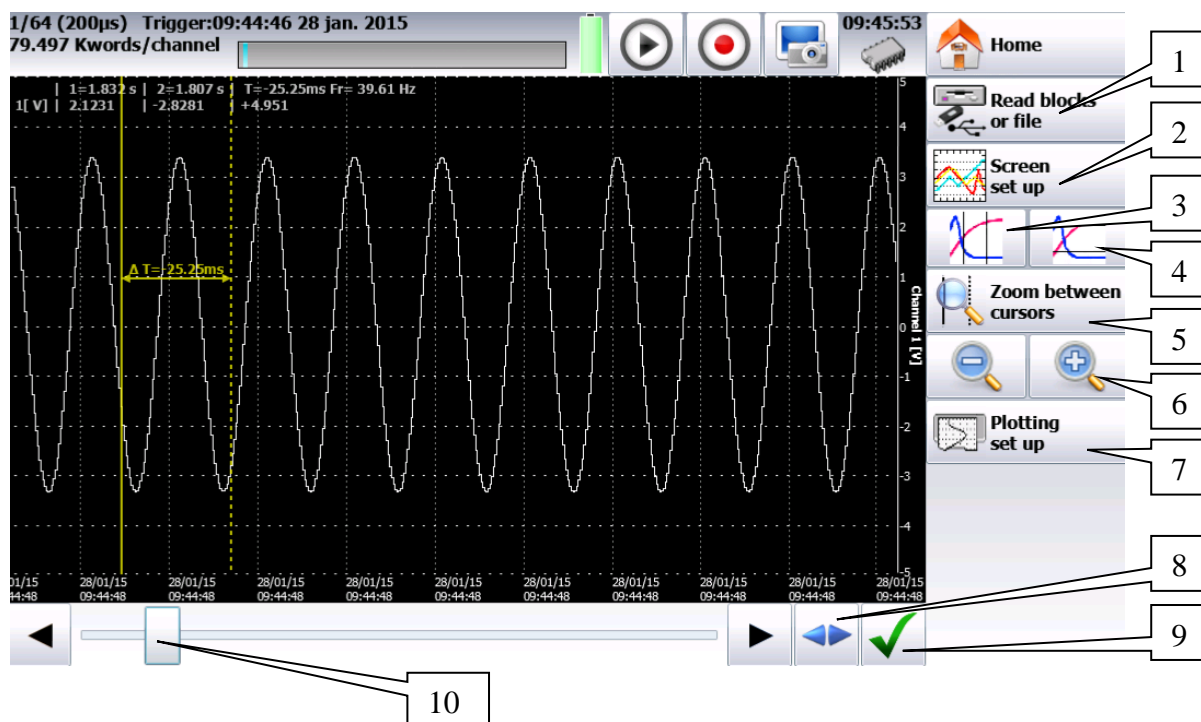 1/64 (200µs) Trigger:09:44:46 28 jan. 2015
79.497 Kwords/channel
09:45:53
Home
| 1=1.832 s | 2=1.807 s | T=-25.25ms Fr= 39.61 Hz
1[ V] | 2.1231 | -2.8281 | +4.951
Read blocks
or file
Screen
set up
Zoom between
cursors
Plotting
set up
Δ T=-25.25ms
5
4
3
2
1
0
-1
-2
-3
-4
-5
Channel 1 [V]
01/15 28/01/15 28/01/15 28/01/15 28/01/15 28/01/15 28/01/15 28/01/15 28/01/15 28/01/15 28/01/15
44:48 09:44:48 09:44:48 09:44:48 09:44:48 09:44:48 09:44:48 09:44:48 09:44:48 09:44:48 09:44:48
1
2
3
4
5
6
7
8
9
10